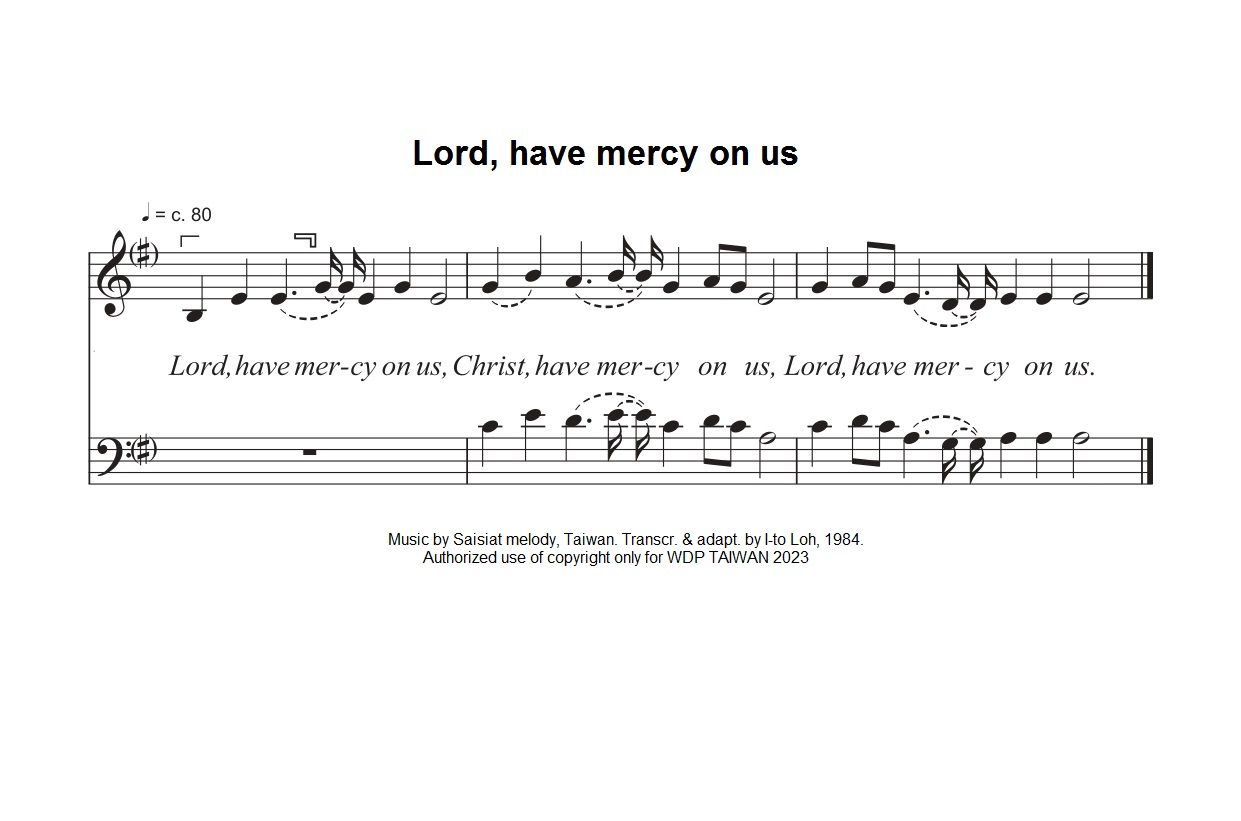 Lord, have mercy on us
♩ = c. 80
Lord, have mer-cy on us, Christ, have mer-cy on us, Lord, have mer - cy on us.
Music by Saisiat melody, Taiwan. Transcr. & adapt. by I-to Loh, 1984.
Authorized use of copyright only for WDP TAIWAN 2023